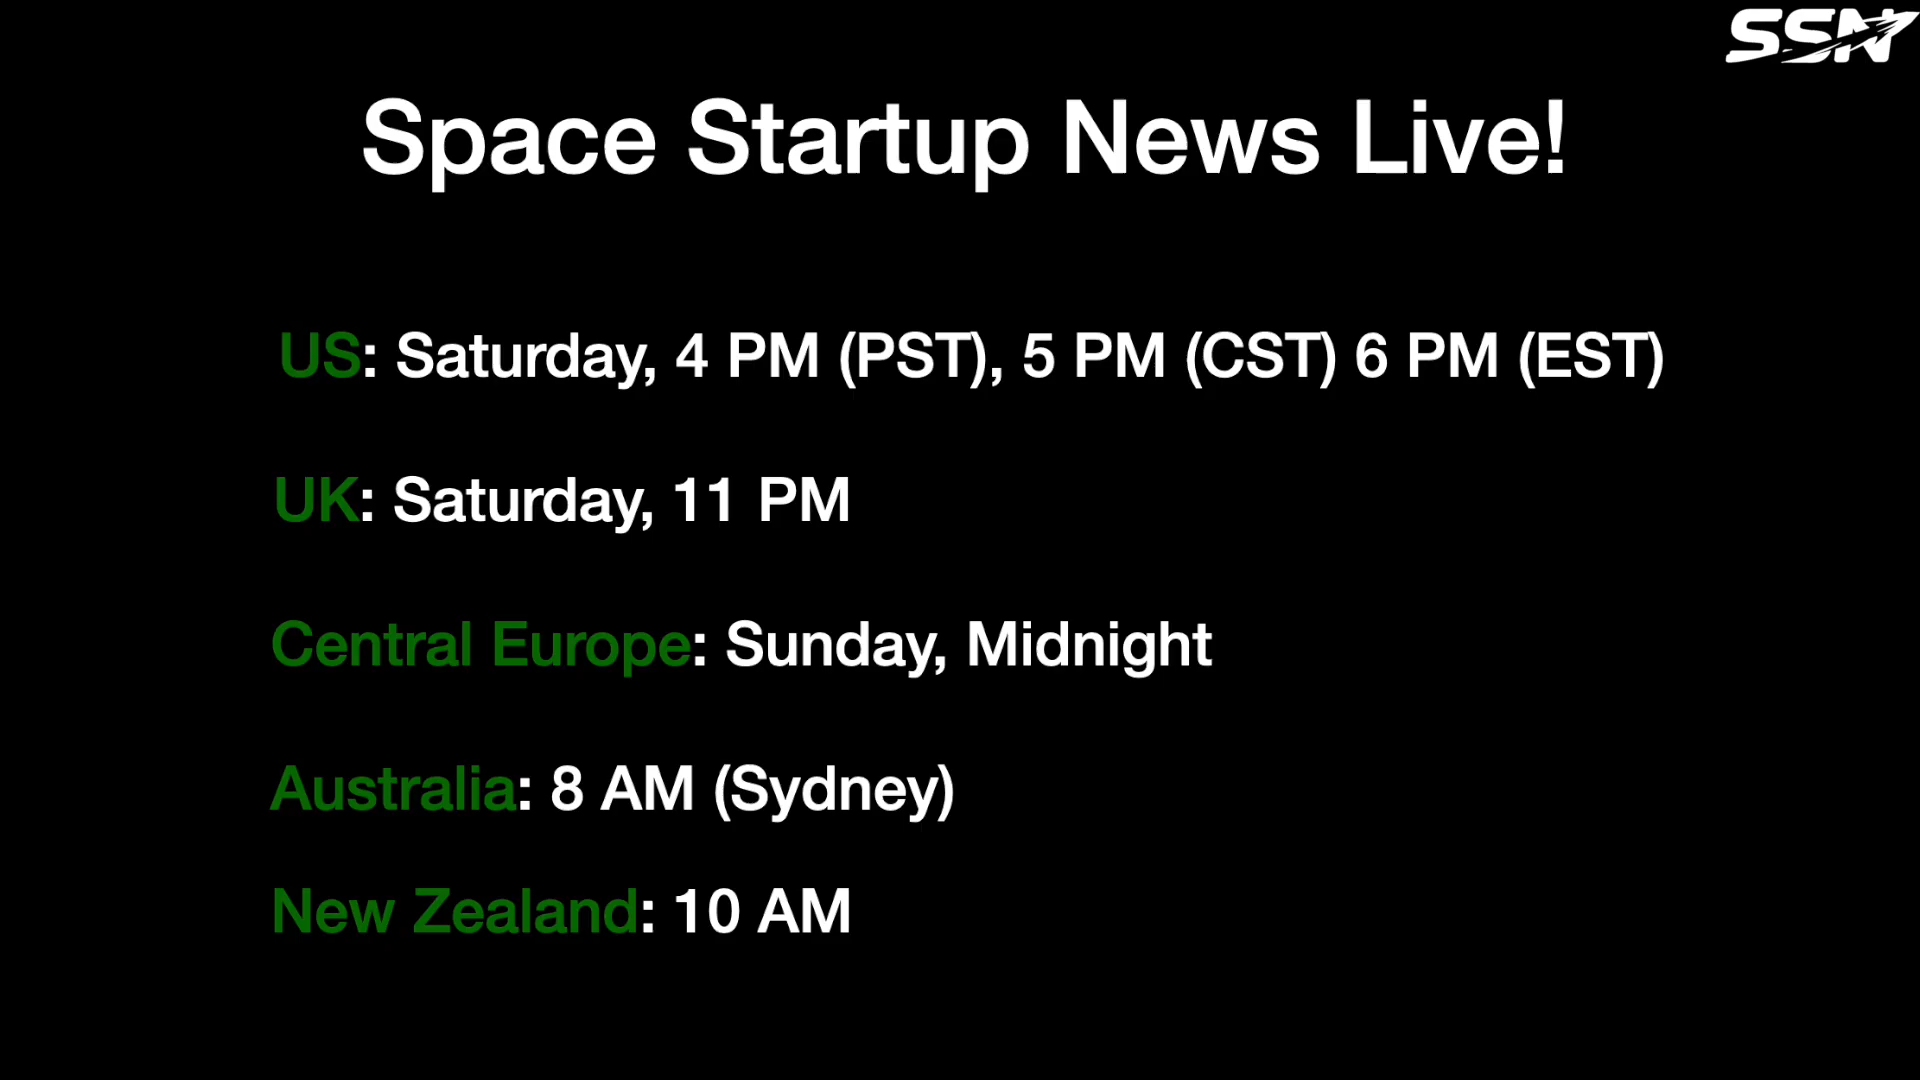 SSN
Space Startup News Live!
US: Saturday, 4 PM (PST), 5 PM (CST) 6 PM (EST)
UK: Saturday, 11 PM
Central Europe: Sunday, Midnight
Australia: 8 AM (Sydney)
New Zealand: 10 AM